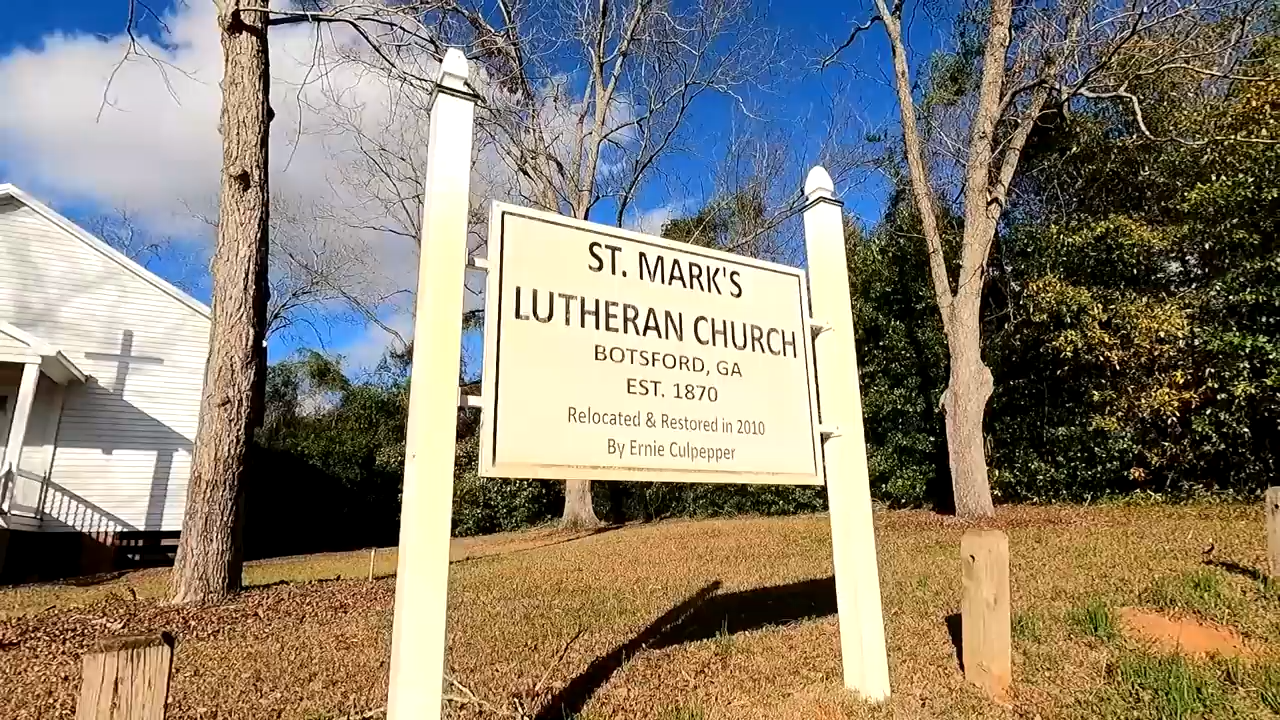 ST. MARK'S
LUTHERAN CHURCH
BOTSFORD, GA
EST. 1870
Relocated & Restored in 2010
By Ernie Culpepper